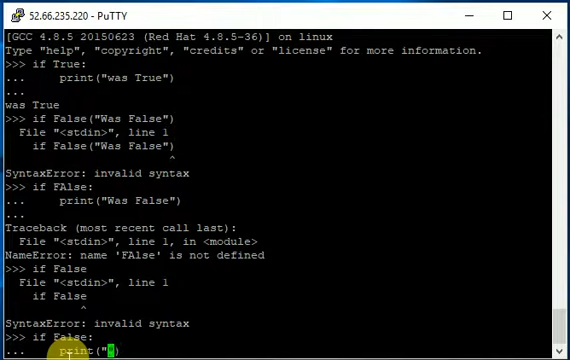 52.66.235.220 - PuTTY
[GCC 4.8.5 20150623 (Red Hat 4.8.5-36)] on linux
Type "help", "copyright", "credits" or "license" for more information.
>>> if True:
...     print("was True")
...
was True
>>> if False("Was False")
  File "<stdin>", line 1
    if False("Was False")
                        ^
SyntaxError: invalid syntax
>>> if FAlse:
...     print("Was False")
...
Traceback (most recent call last):
  File "<stdin>", line 1, in <module>
NameError: name 'FAlse' is not defined
>>> if False
  File "<stdin>", line 1
    if False
           ^
SyntaxError: invalid syntax
>>> if False:
...     print("")